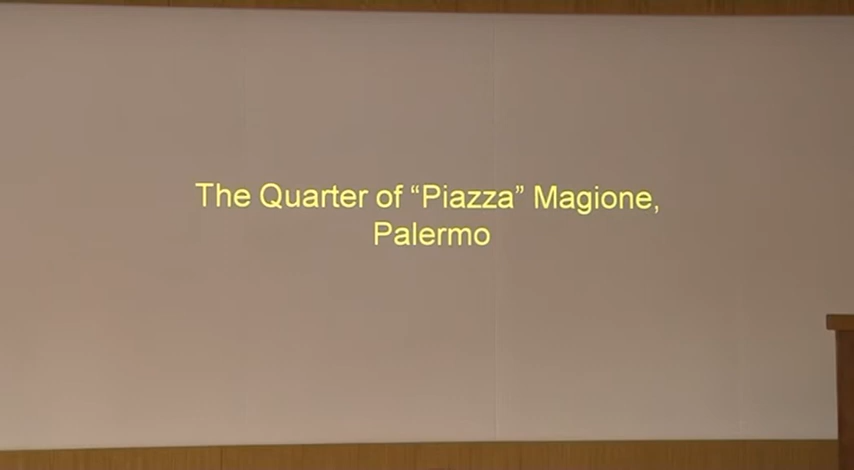 The Quarter of “Piazza” Magione,
Palermo